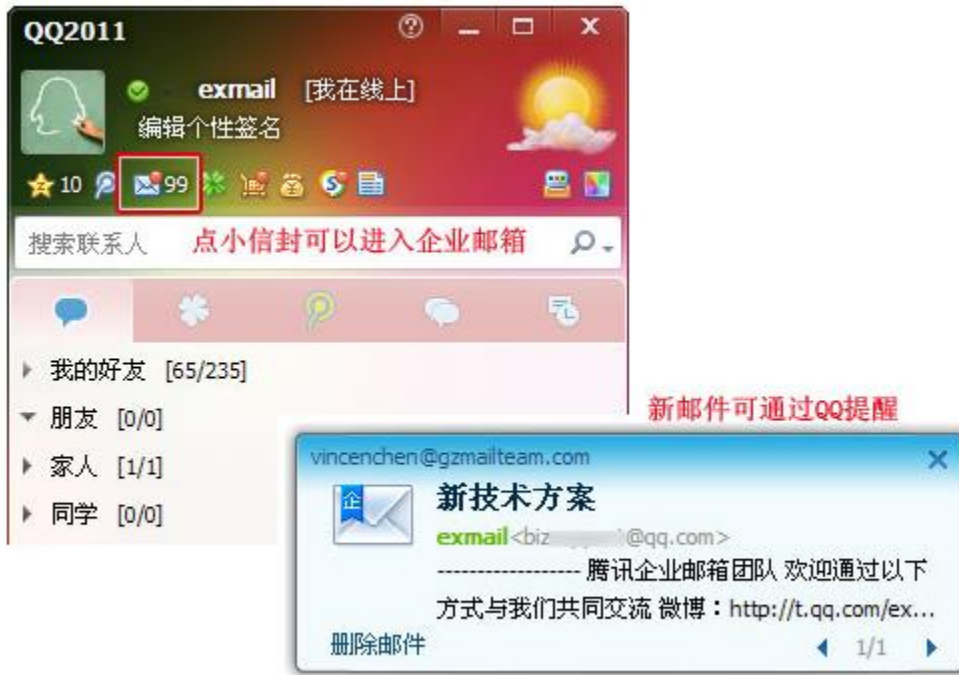 QQ2011
exmail [我在线上]
编辑个性签名
10 99
搜索联系人 点小信封可以进入企业邮箱
我的好友 [65/235]
朋友 [0/0]
家人 [1/1]
同学 [0/0]
新邮件可通过QQ提醒
vincenchen@gzmailteam.com
企 新技术方案
exmail<biz @qq.com>
----------------- 腾讯企业邮箱团队 欢迎通过以下
方式与我们共同交流 微博：http://t.qq.com/ex...
删除邮件 1/1